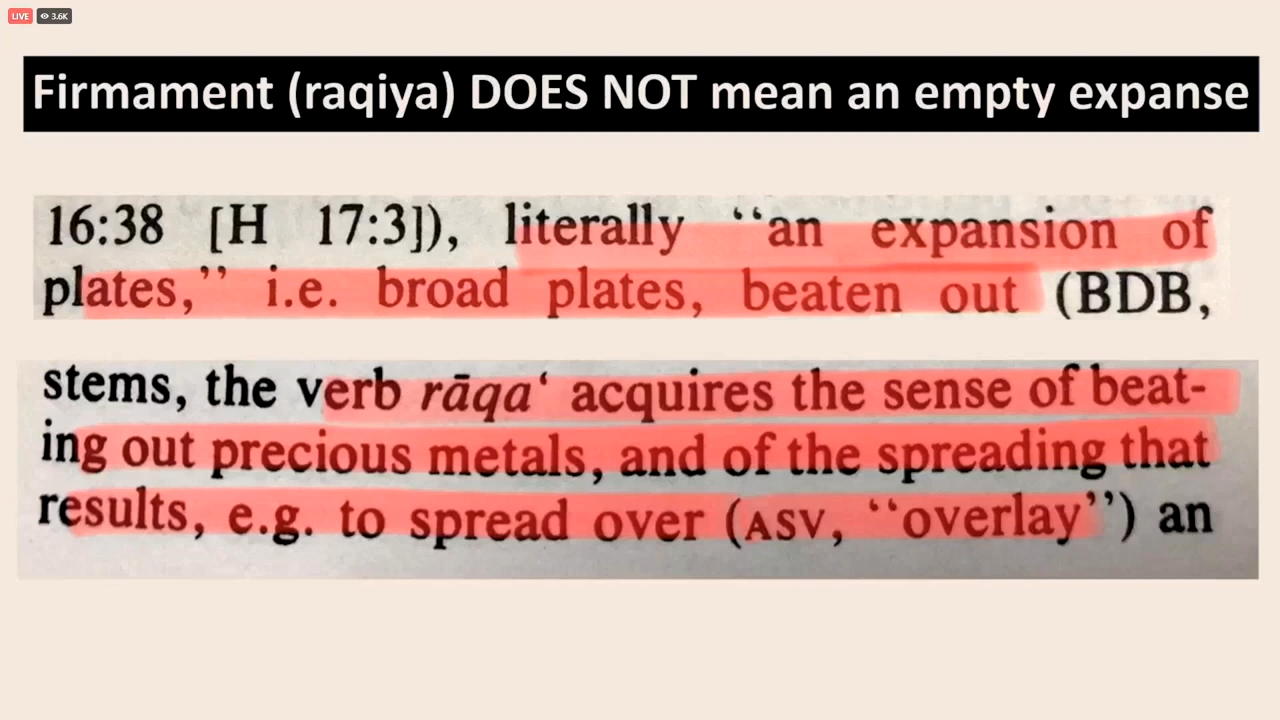 LIVE 3.6K
Firmament (raqiya) DOES NOT mean an empty expanse
16:38 [H 17:3]), literally ‘‘an expansion of
plates,’’ i.e. broad plates, beaten out (BDB,
stems, the verb rāqa‘ acquires the sense of beat-
ing out precious metals, and of the spreading that
results, e.g. to spread over (ASV, ‘‘overlay’’) an